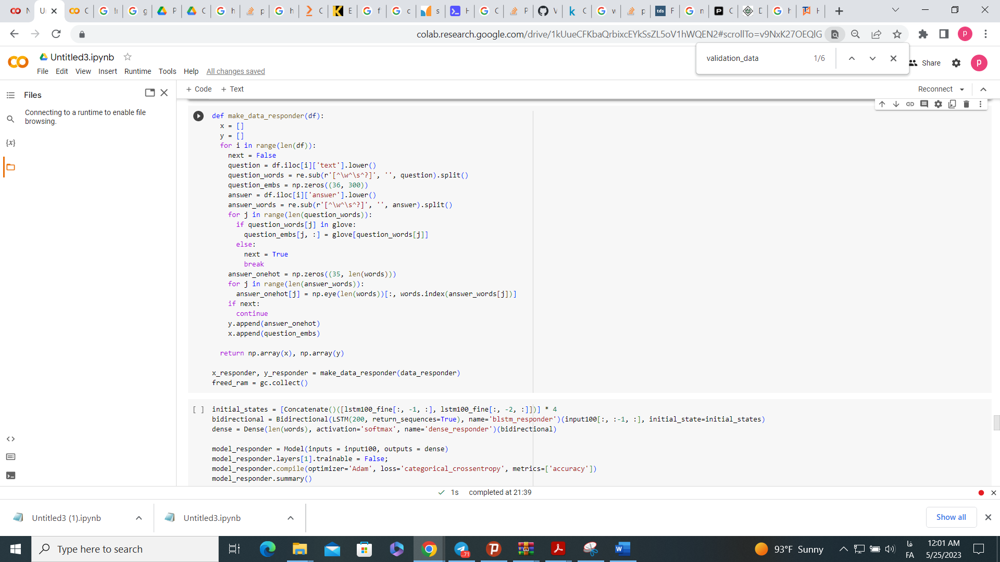 colab.research.google.com/drive/1kUueCFKbaQrbixcEYkSsZL5oV1hWQEN2#scrollTo=v9NxK27OEQlG
validation_data 1/6
Untitled3.ipynb
File Edit View Insert Runtime Tools Help All changes saved
Share
+ Code + Text
Reconnect
Files
Connecting to a runtime to enable file
browsing.
{x}
def make_data_responder(df):
  x = []
  y = []
  for i in range(len(df)):
    next = False
    question = df.iloc[i]['text'].lower()
    question_words = re.sub(r'[^\w^\s^?]', '', question).split()
    question_embs = np.zeros((36, 300))
    answer = df.iloc[i]['answer'].lower()
    answer_words = re.sub(r'[^\w^\s^?]', '', answer).split()
    for j in range(len(question_words)):
      if question_words[j] in glove:
        question_embs[j, :] = glove[question_words[j]]
      else:
        next = True
        break
    answer_onehot = np.zeros((35, len(words)))
    for j in range(len(answer_words)):
      answer_onehot[j] = np.eye(len(words))[:, words.index(answer_words[j])]
    if next:
      continue
    y.append(answer_onehot)
    x.append(question_embs)
  return np.array(x), np.array(y)
x_responder, y_responder = make_data_responder(data_responder)
freed_ram = gc.collect()
[ ] initial_states = [Concatenate()([lstm100_fine[:, -1, :], lstm100_fine[:, -2, :]])] * 4
bidirectional = Bidirectional(LSTM(200, return_sequences=True), name='blstm_responder')(input100[:, :-1, :], initial_state=initial_states)
dense = Dense(len(words), activation='softmax', name='dense_responder')(bidirectional)
model_responder = Model(inputs = input100, outputs = dense)
model_responder.layers[1].trainable = False;
model_responder.compile(optimizer='Adam', loss='categorical_crossentropy', metrics=['accuracy'])
model_responder.summary()
1s completed at 21:39
Untitled3 (1).ipynb
Untitled3.ipynb
Show all
Type here to search
93°F Sunny
فا
FA
12:01 AM
5/25/2023